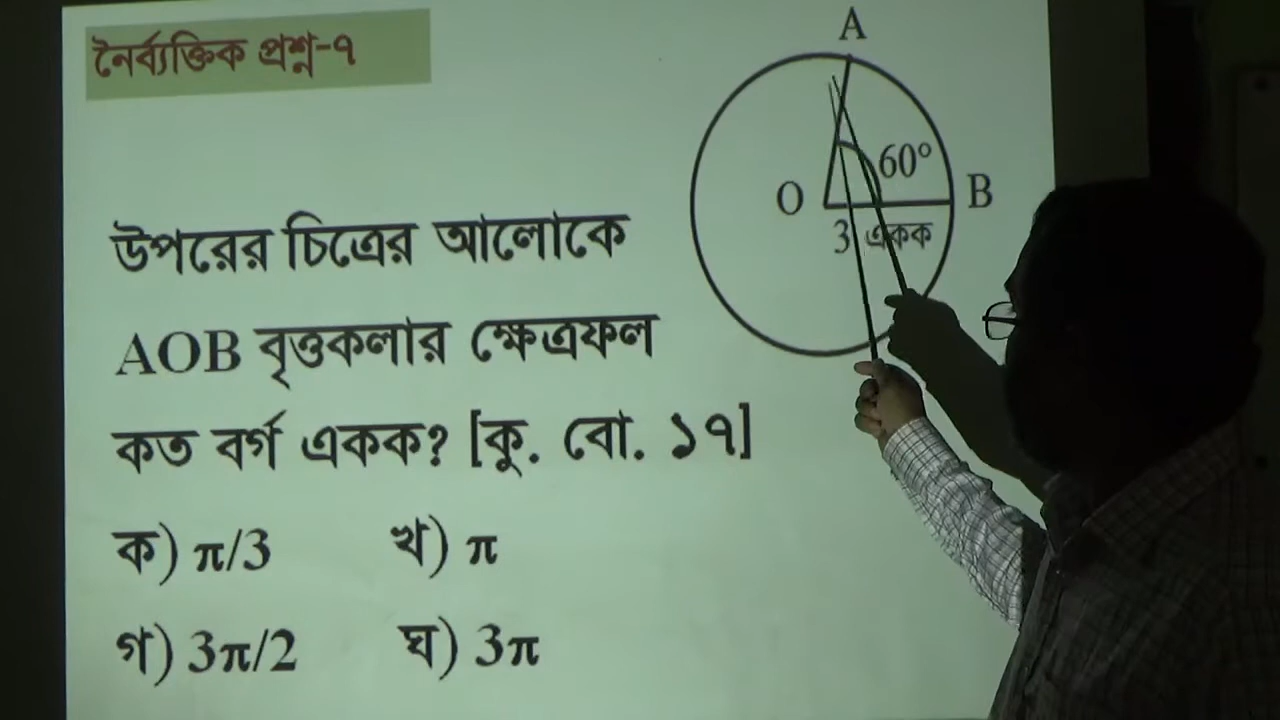 নৈর্ব্যক্তিক প্রশ্ন-৭
A
60°
O
B
3 একক
উপরের চিত্রের আলোকে
AOB বৃত্তকলার ক্ষেত্রফল
কত বর্গ একক? [কু. বো. ১৭]
ক) π/3 খ) π
গ) 3π/2 ঘ) 3π